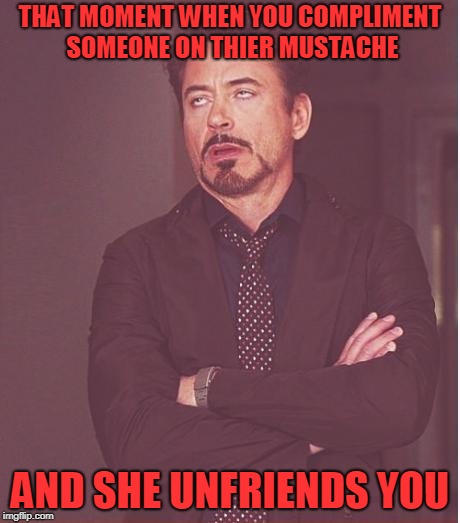 THAT MOMENT WHEN YOU COMPLIMENT
SOMEONE ON THIER MUSTACHE
AND SHE UNFRIENDS YOU
imgflip.com